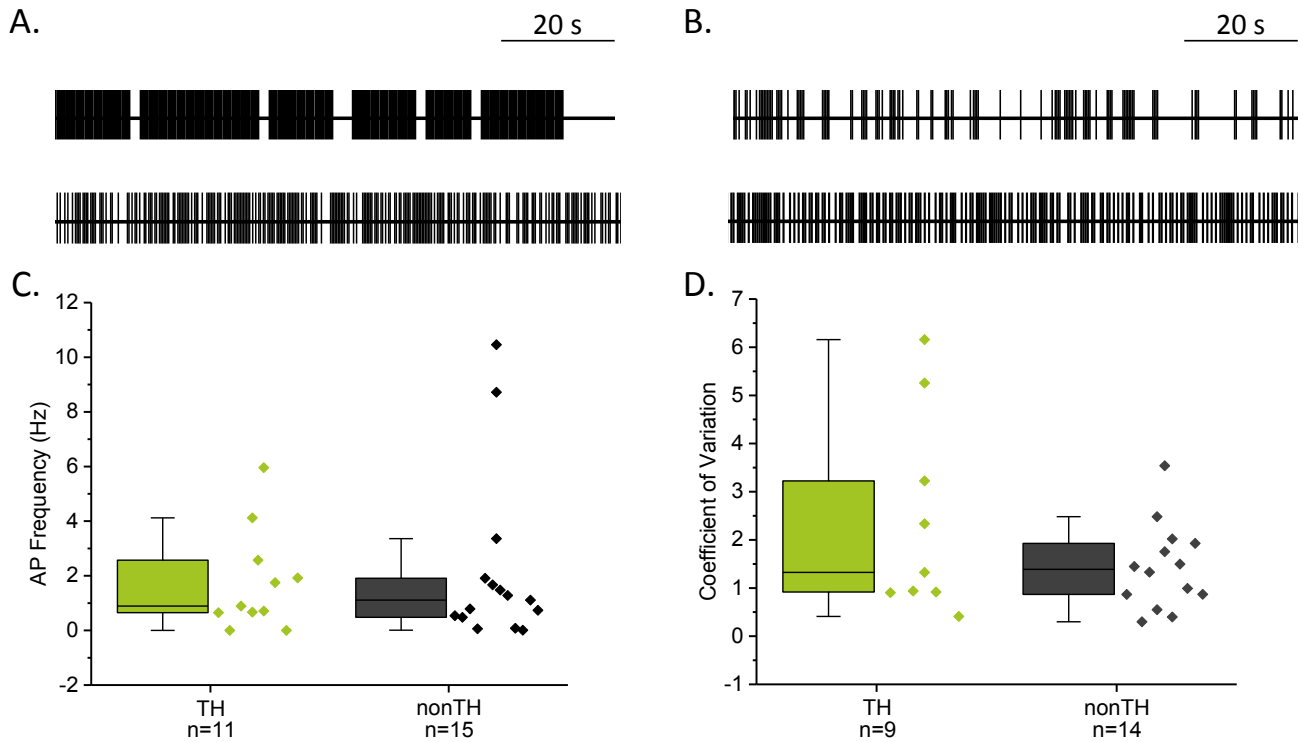 A.
20 s
B.
20 s
C.
12
10
8
6
4
2
0
-2
AP Frequency (Hz)
TH
n=11
nonTH
n=15
D.
7
6
5
4
3
2
1
0
-1
Coefficient of Variation
TH
n=9
nonTH
n=14